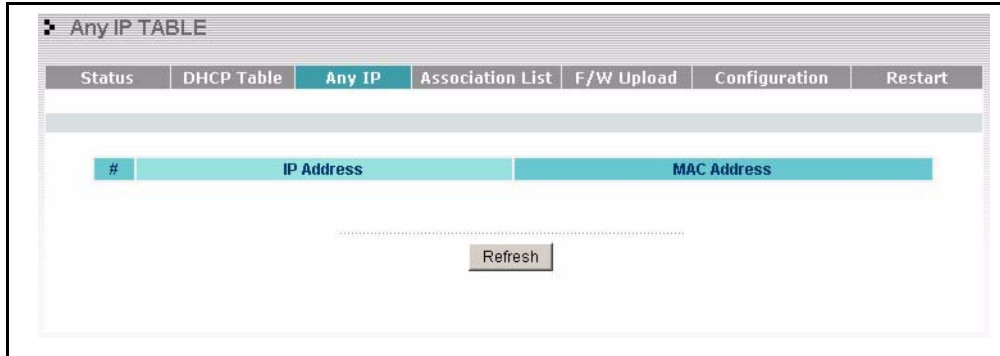 Any IP TABLE
Status DHCP Table Any IP Association List F/W Upload Configuration Restart
# IP Address MAC Address
Refresh